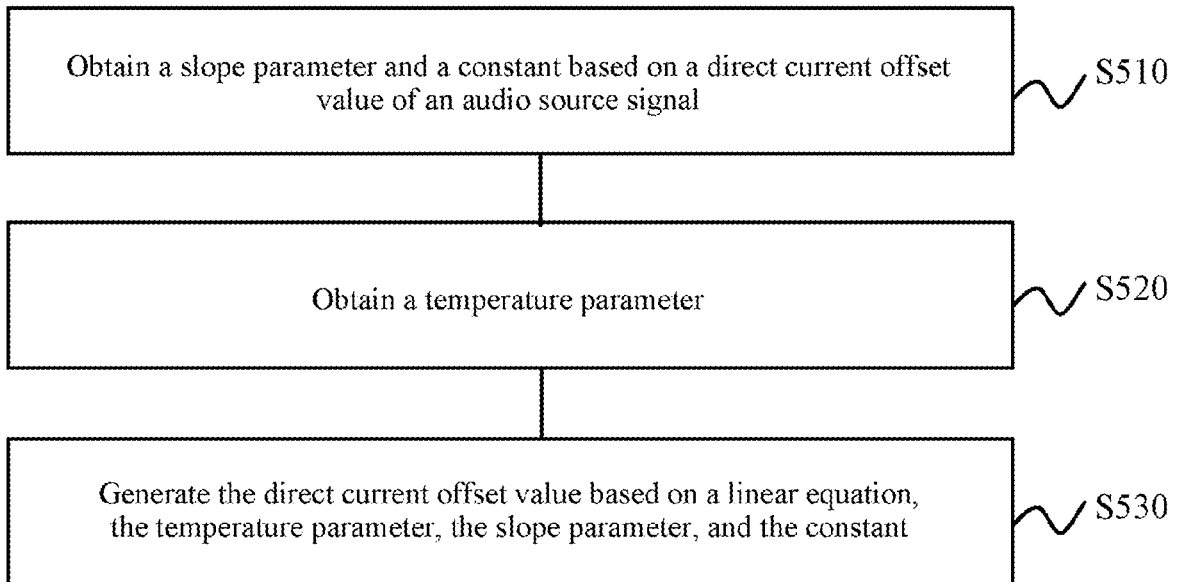 Obtain a slope parameter and a constant based on a direct current offset
value of an audio source signal
S510
Obtain a temperature parameter
S520
Generate the direct current offset value based on a linear equation,
the temperature parameter, the slope parameter, and the constant
S530